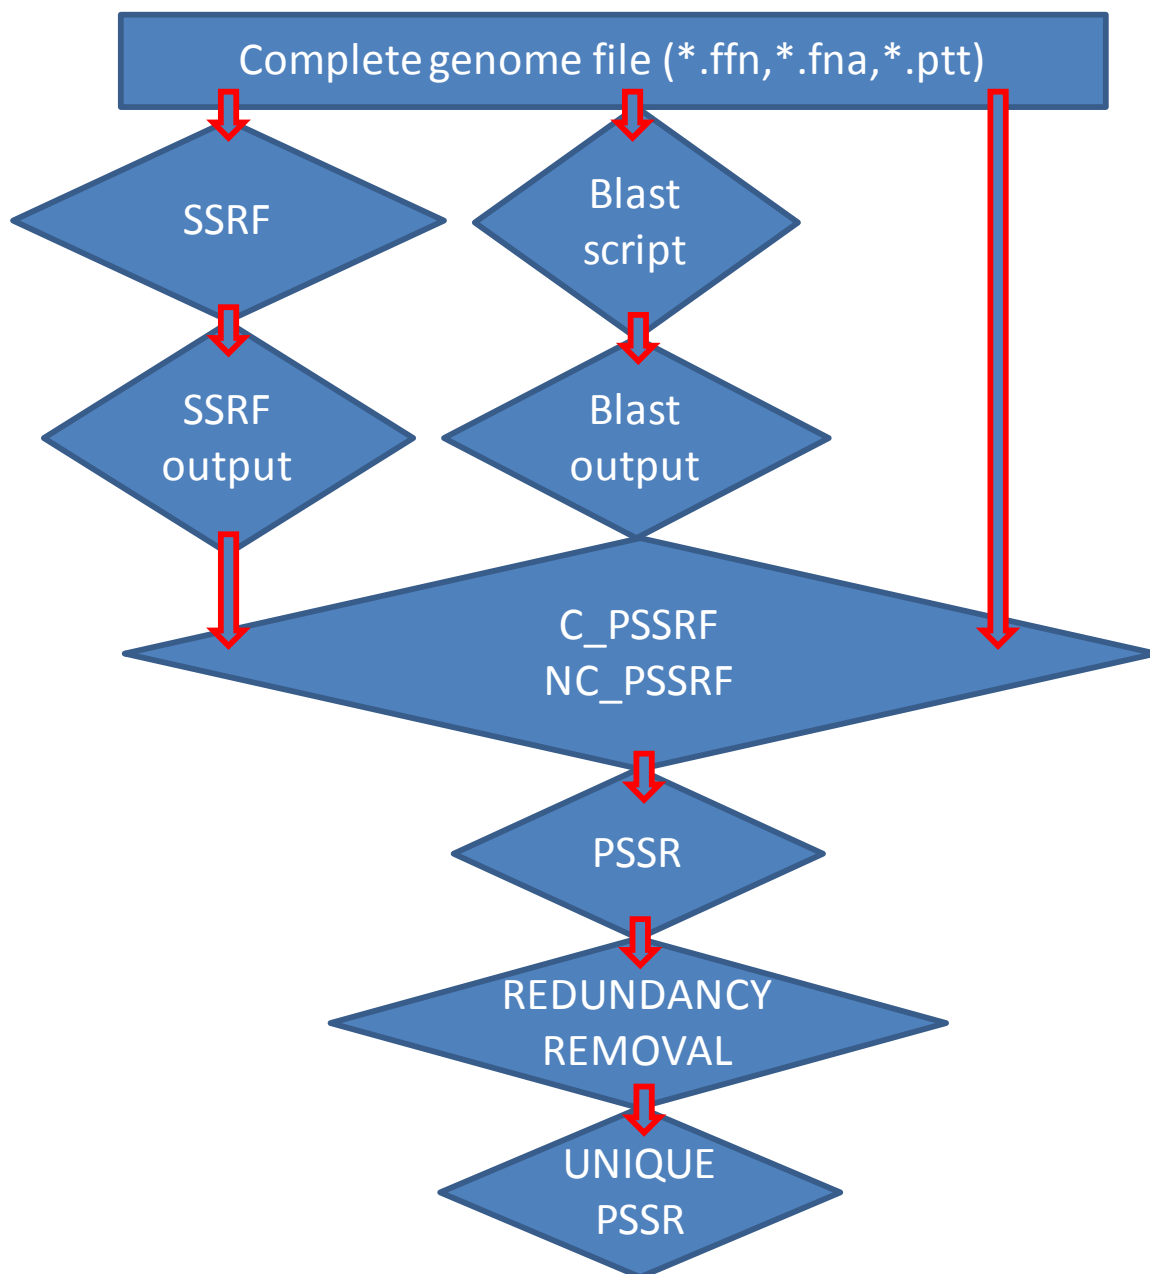 Complete genome file (*.ffn,*.fna,*.ptt)
SSRF
Blast
script
SSRF
output
Blast
output
C_PSSRF
NC_PSSRF
PSSR
REDUNDANCY
REMOVAL
UNIQUE
PSSR